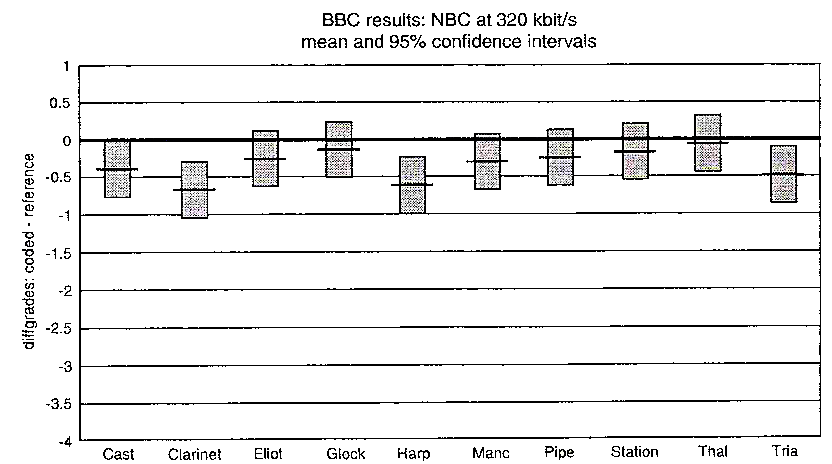 BBC results: NBC at 320 kbit/s
mean and 95% confidence intervals
diffgrades: coded - reference
1
0.5
0
-0.5
-1
-1.5
-2
-2.5
-3
-3.5
-4
Cast Clarinet Eliot Glock Harp Manc Pipe Station Thal Tria